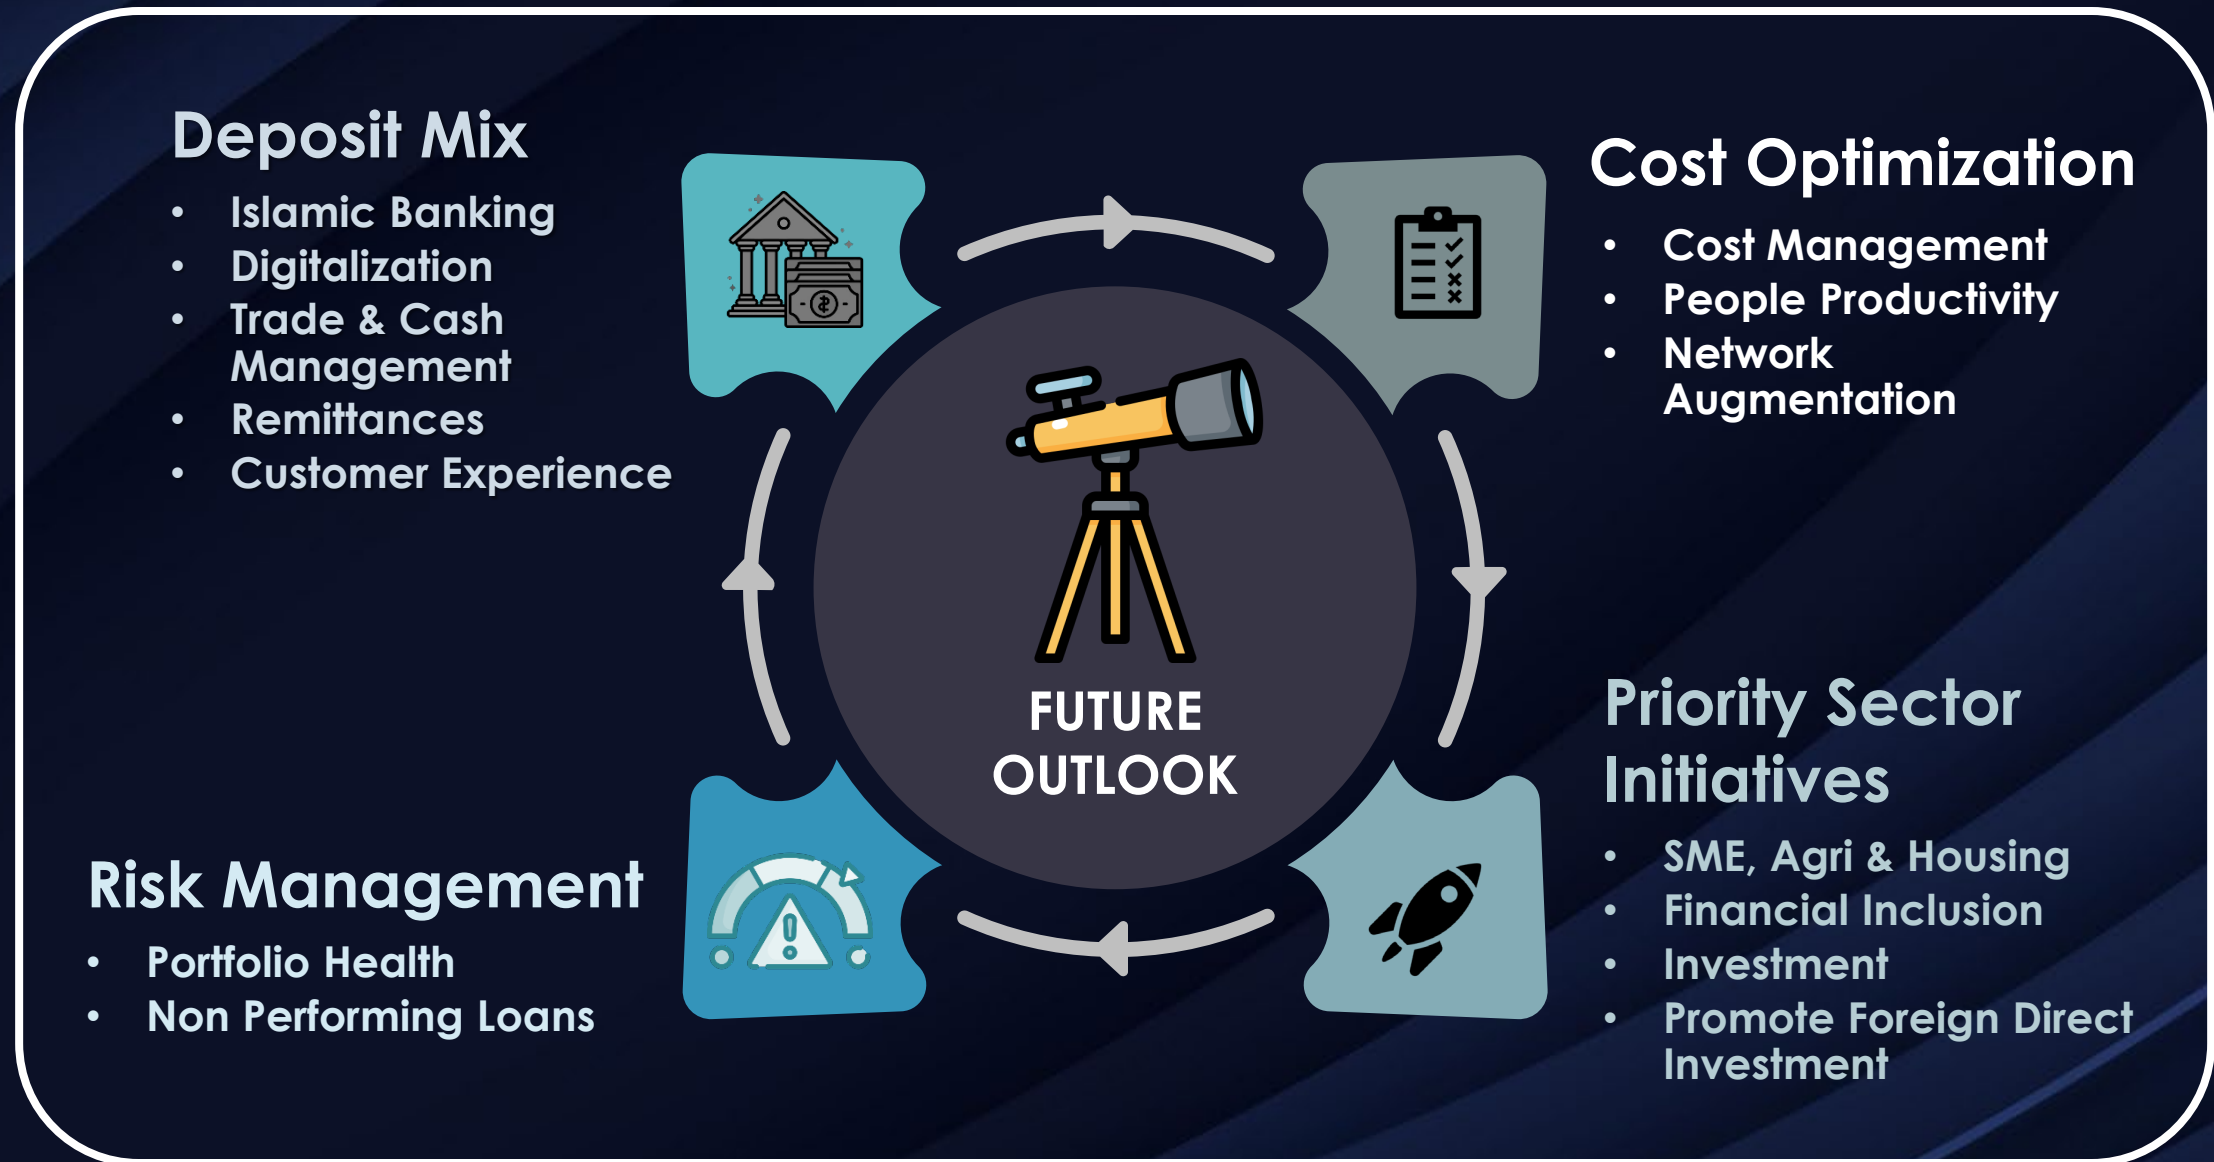 Deposit Mix
• Islamic Banking
• Digitalization
• Trade & Cash
Management
• Remittances
• Customer Experience
Cost Optimization
• Cost Management
• People Productivity
• Network
Augmentation
FUTURE
OUTLOOK
Risk Management
• Portfolio Health
• Non Performing Loans
Priority Sector
Initiatives
• SME, Agri & Housing
• Financial Inclusion
• Investment
• Promote Foreign Direct
Investment